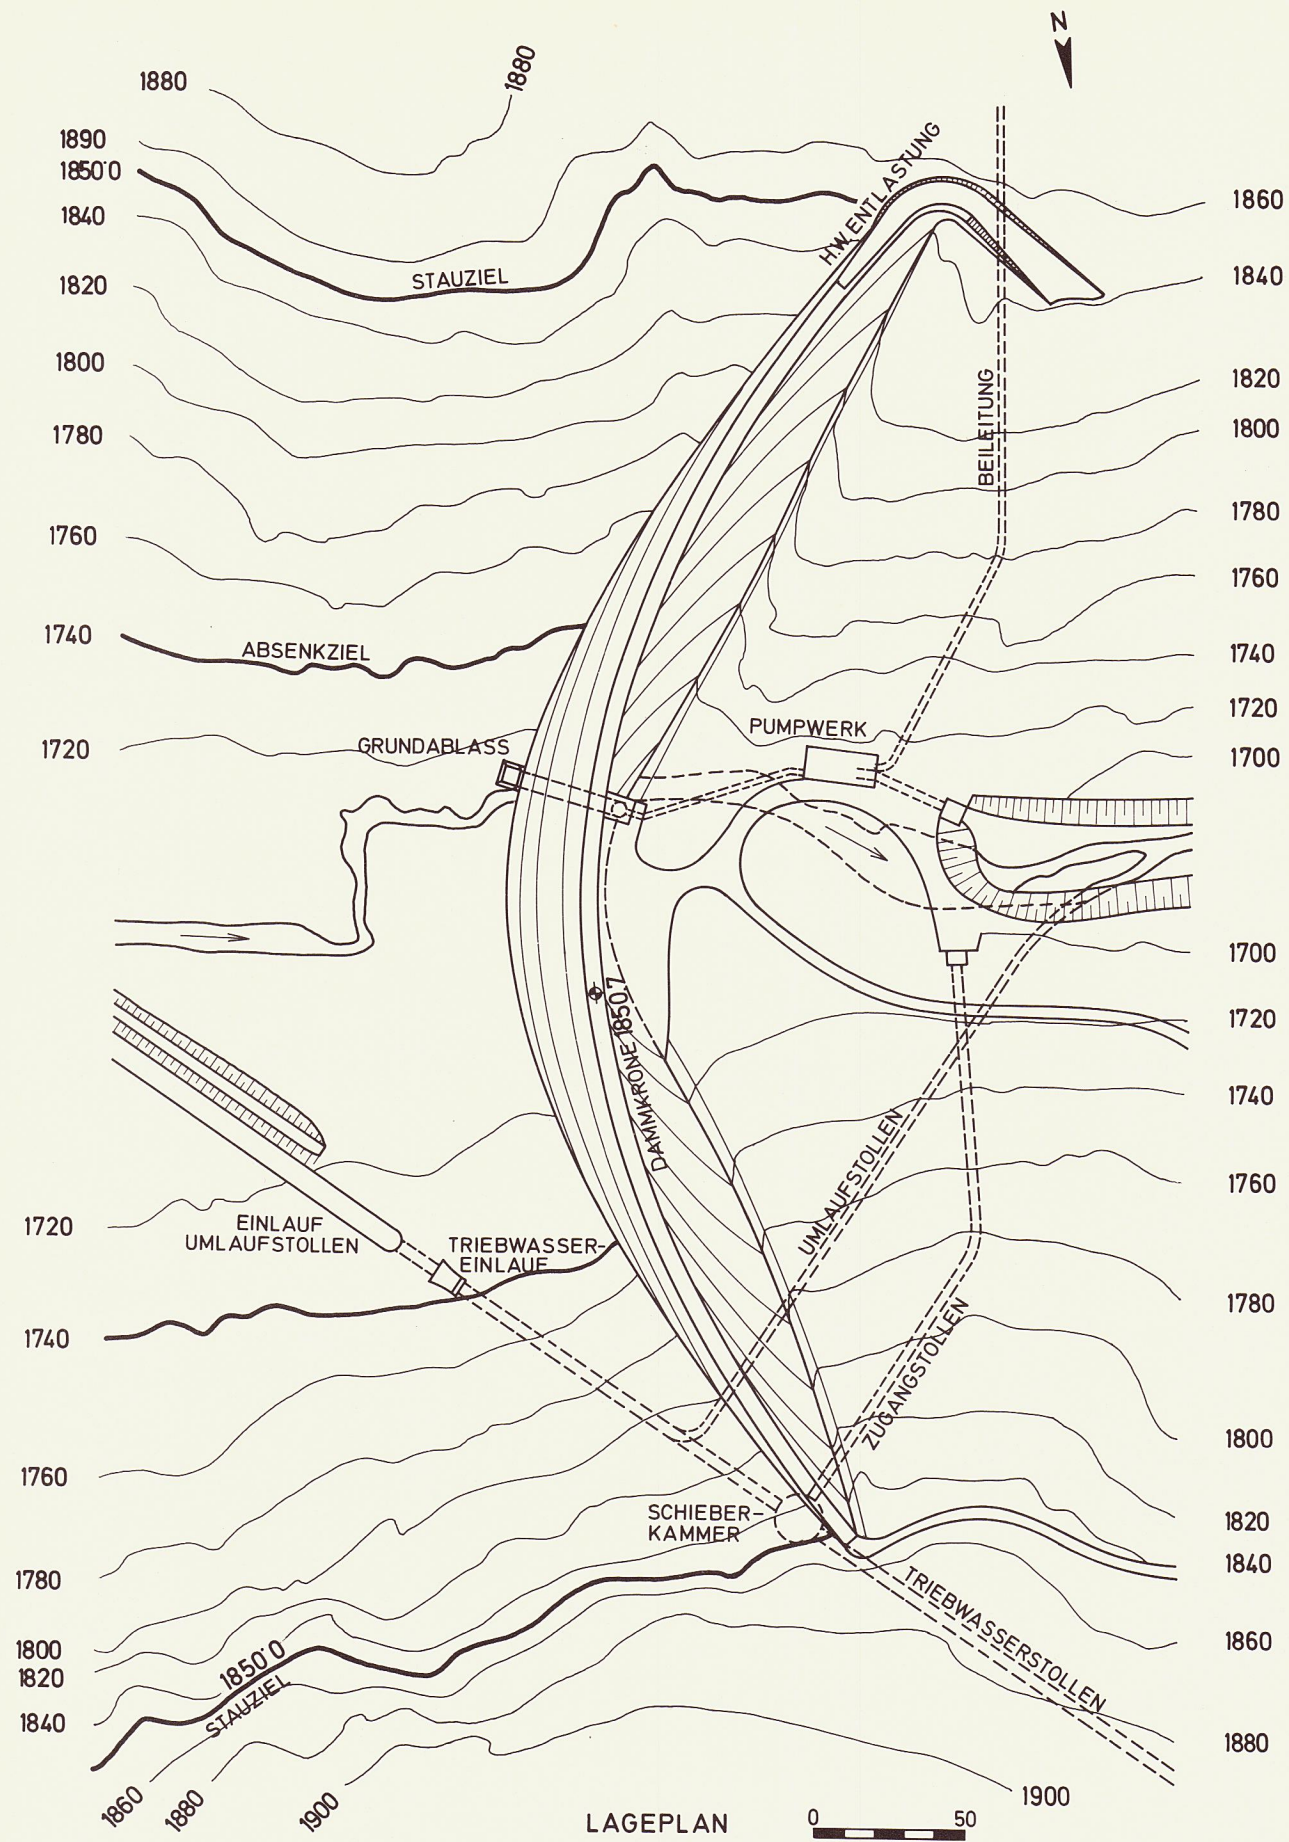 N
1880
1880
1890
1850'0
1840
1820
1800
1780
1760
1740
1720
STAUZIEL
H.W.ENTLASTUNG
1860
1840
1820
1800
1780
1760
1740
1720
1700
BEILEITUNG
ABSENKZIEL
GRUNDABLASS
PUMPWERK
DAMMKRONE 1850.7
1700
1720
1740
1760
1780
1800
1820
1840
1860
1880
1900
UMLAUFSTOLLEN
ZUGANGSTOLLEN
EINLAUF
UMLAUFSTOLLEN
TRIEBWASSER-
EINLAUF
1720
1740
1760
1780
1800
1820
1840
1860
1880
1900
SCHIEBER-
KAMMER
TRIEBWASSERSTOLLEN
1850'0
STAUZIEL
LAGEPLAN
0 50